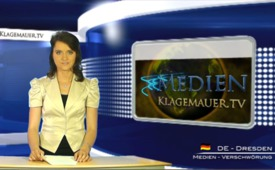 KLAGEMAUER.TV
MEDIEN
KLAGEMAUER.TV
DE - DRESDEN
MEDIEN - VERSCHWÖRUNG